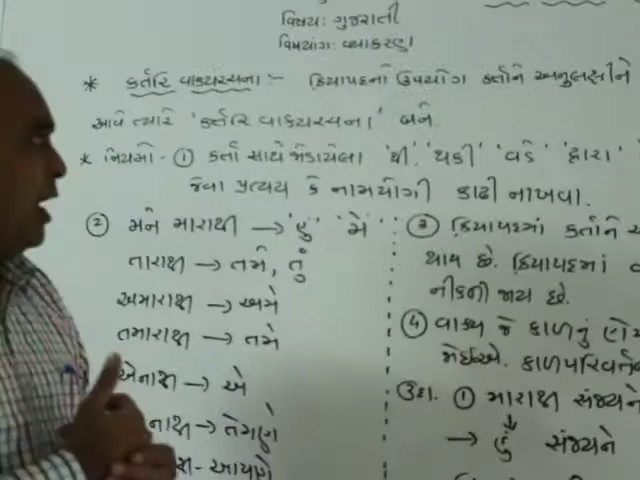 વિષય: ગુજરાતી
વિષયાંગ: વ્યાકરણ
* કર્તરિ વાક્યરચના :- ક્રિયાપદનો ઉપયોગ કર્તાને અનુલક્ષીને
આવે ત્યારે 'કર્તરિ વાક્યરચના' બને.
* નિયમો - ① કર્તા સાથે જોડાયેલા 'થી' 'થકી' 'વડે' 'દ્વારા'
જેવા પ્રત્યય કે નામયોગી કાઢી નાખવા.
② મને મારાથી → 'હું' 'મેં'
તારાથી → તમે, તું
અમારાથી → અમે
તમારાથી → તમે
એનાથી → એ
નાથી → તેણે
થી - આપણે
③ ક્રિયાપદમાં કર્તાને
થાય છે. ક્રિયાપદમાં
નીકળી જાય છે.
④ વાક્ય જે કાળનું હોય
જોઈએ. કાળપરિવર્તન
ઉદા. ① મારાથી સંજયને
→ હું સંજયને